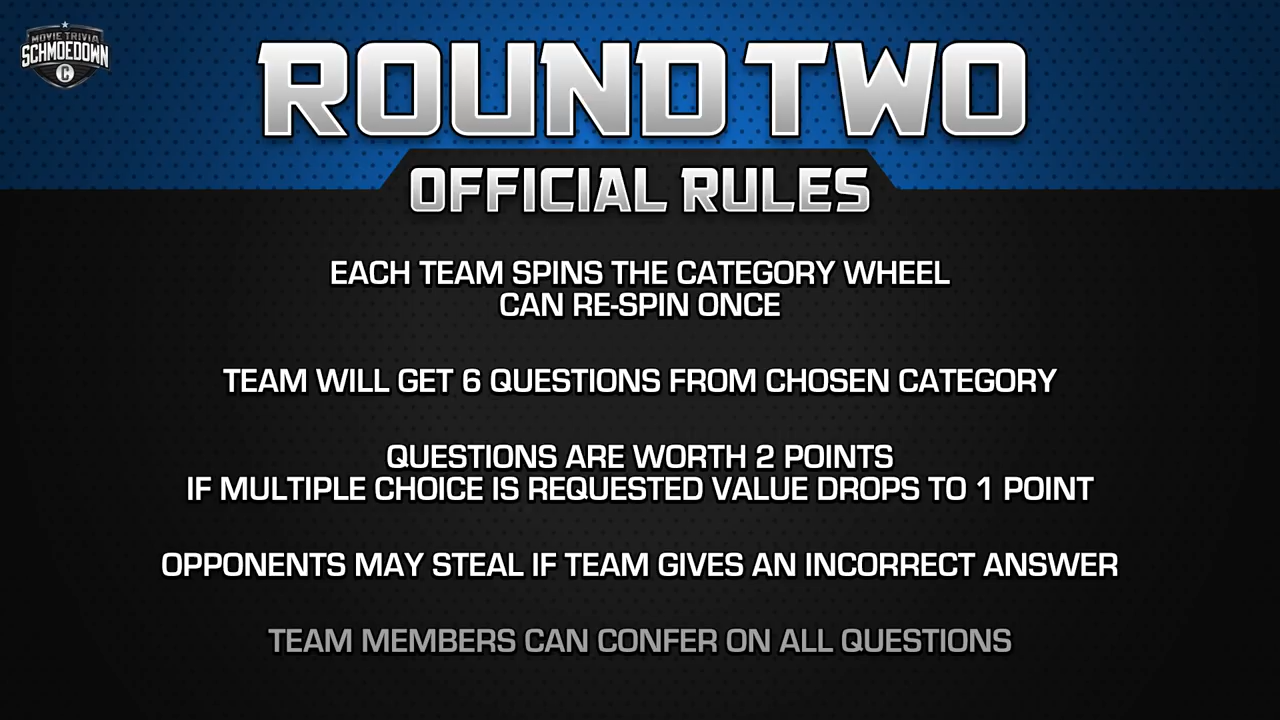 MOVIE TRIVIA
SCHMOEDOWN
C
ROUND TWO
OFFICIAL RULES
EACH TEAM SPINS THE CATEGORY WHEEL
CAN RE-SPIN ONCE
TEAM WILL GET 6 QUESTIONS FROM CHOSEN CATEGORY
QUESTIONS ARE WORTH 2 POINTS
IF MULTIPLE CHOICE IS REQUESTED VALUE DROPS TO 1 POINT
OPPONENTS MAY STEAL IF TEAM GIVES AN INCORRECT ANSWER
TEAM MEMBERS CAN CONFER ON ALL QUESTIONS